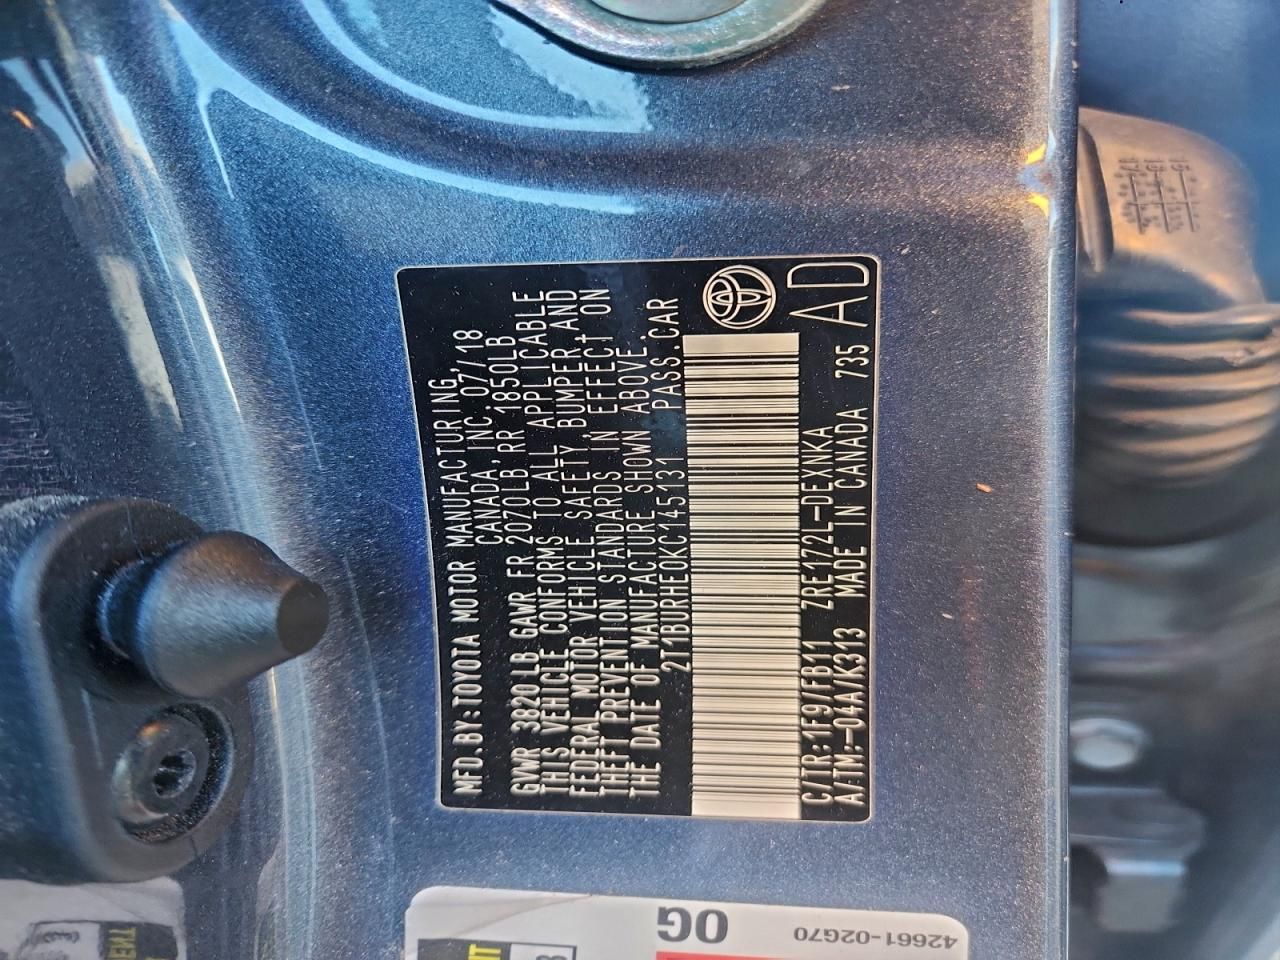 MFD.BY:TOYOTA MOTOR MANUFACTURING,
CANADA, INC. 07/18
GVWR 3820 LB GAWR FR 2070LB, RR 1850LB
THIS VEHICLE CONFORMS TO ALL APPLICABLE
FEDERAL MOTOR VEHICLE SAFETY, BUMPER, AND
THEFT PREVENTION STANDARDS IN EFFECT ON
THE DATE OF MANUFACTURE SHOWN ABOVE.
2T1BURHE0KC145131 PASS.CAR
C/TR:1F9/FB11 ZRE172L-DEXNKA
A/TM:-04A/K313 MADE IN CANADA 735
AD
0G
42661-02G70